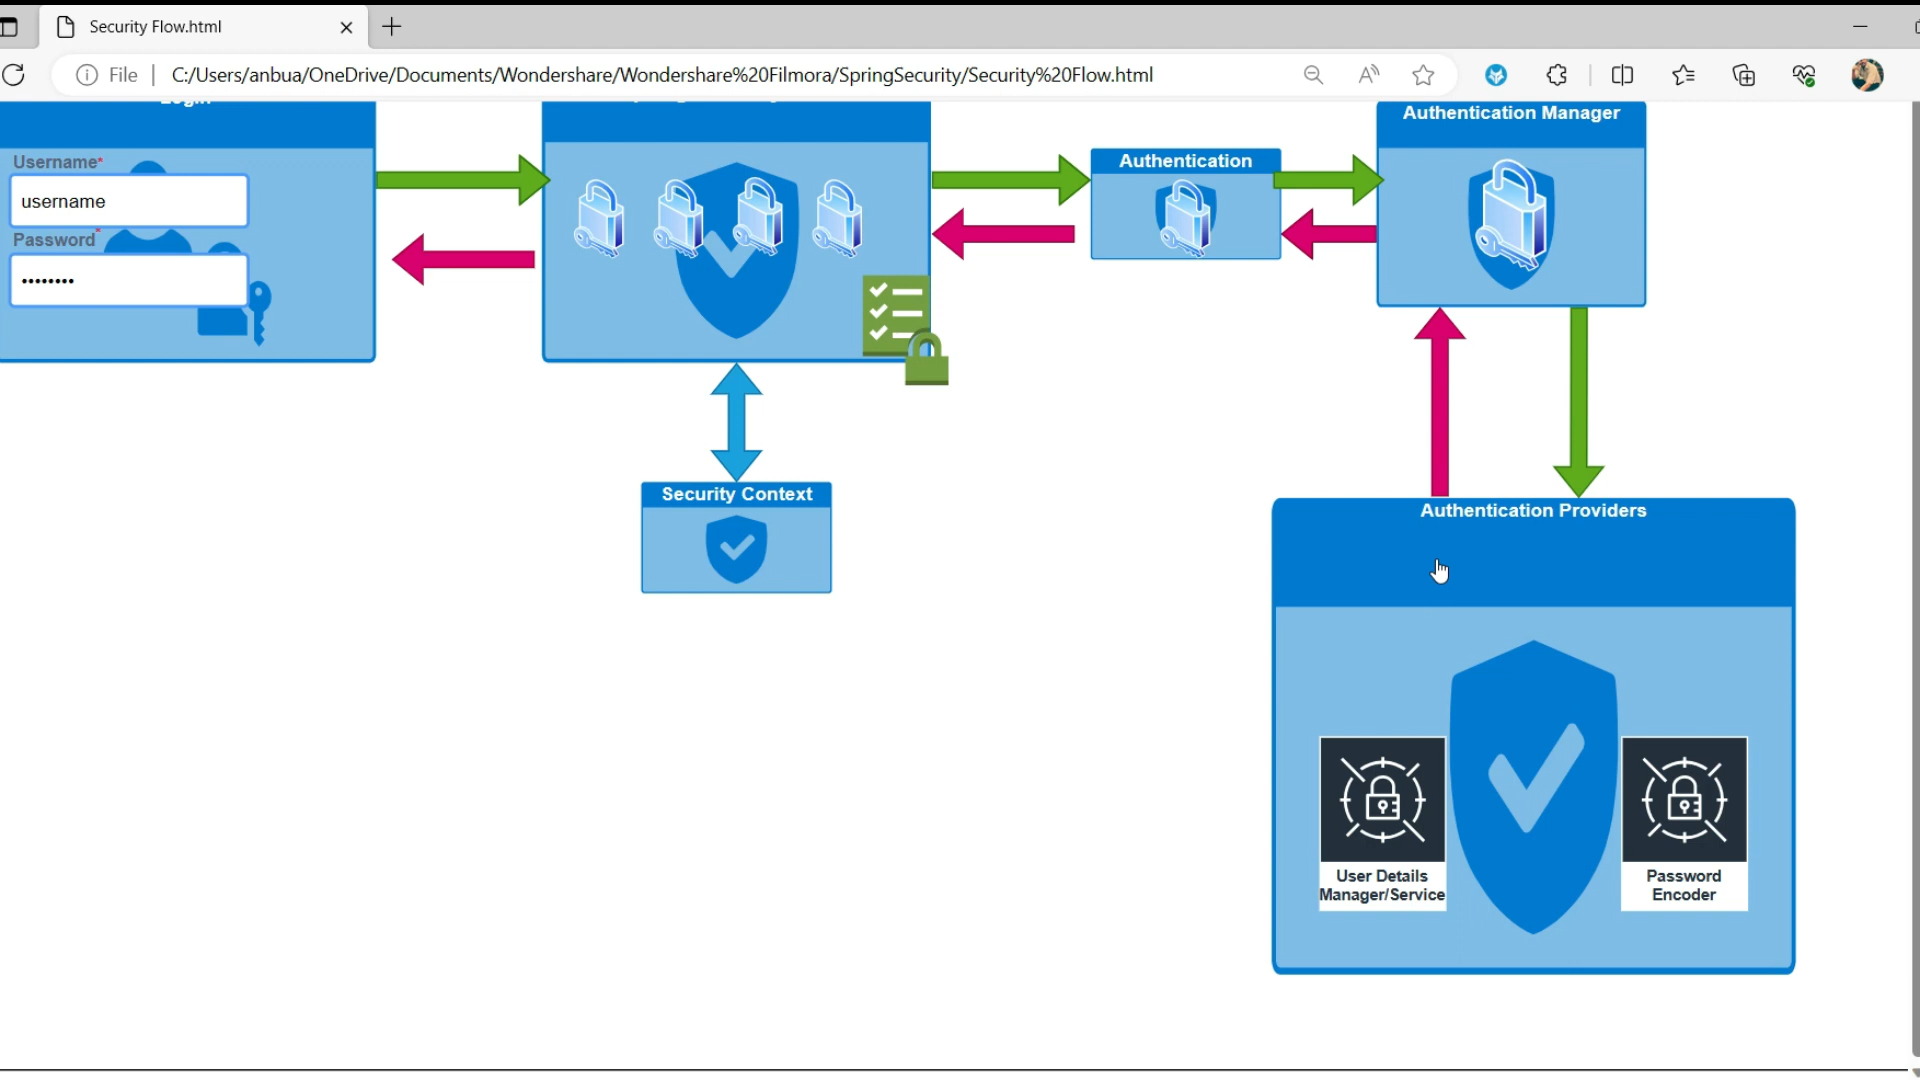 Security Flow.html
File
C:/Users/anbua/OneDrive/Documents/Wondershare/Wondershare%20Filmora/SpringSecurity/Security%20Flow.html
Login
Authentication Manager
Username*
username
Password*
••••••••
Authentication
Security Context
Authentication Providers
User Details
Manager/Service
Password
Encoder